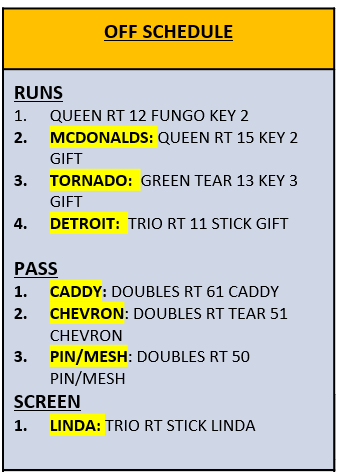 OFF SCHEDULE
RUNS
1. QUEEN RT 12 FUNGO KEY 2
2. MCDONALDS: QUEEN RT 15 KEY 2
GIFT
3. TORNADO: GREEN TEAR 13 KEY 3
GIFT
4. DETROIT: TRIO RT 11 STICK GIFT
PASS
1. CADDY: DOUBLES RT 61 CADDY
2. CHEVRON: DOUBLES RT TEAR 51
CHEVRON
3. PIN/MESH: DOUBLES RT 50
PIN/MESH
SCREEN
1. LINDA: TRIO RT STICK LINDA